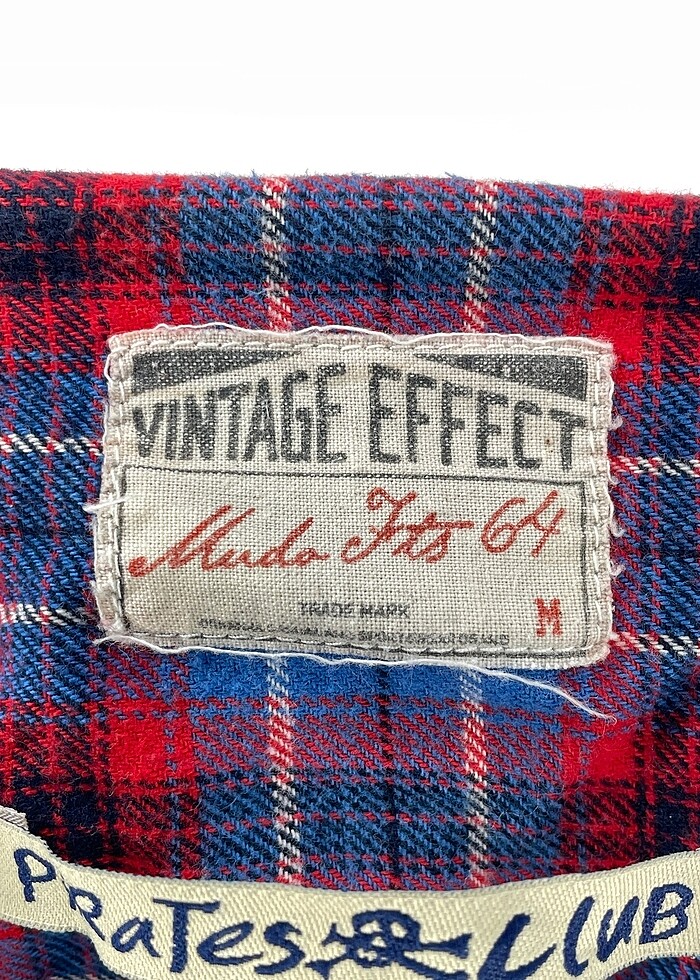 VINTAGE EFFECT
Mudo Fits 64
TRADE MARK
M
PiRaTes CLUB